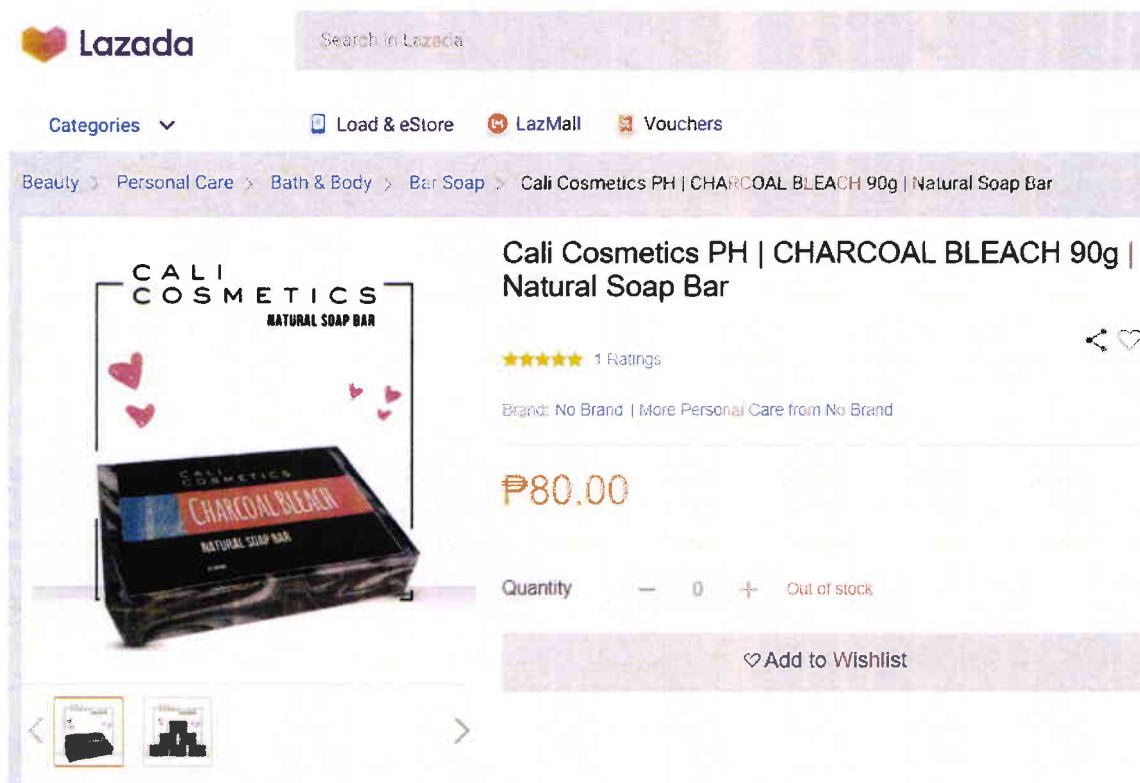 Lazada
Search in Lazada
Categories
Load & eStore
LazMall
Vouchers
Beauty > Personal Care > Bath & Body > Bar Soap > Cali Cosmetics PH | CHARCOAL BLEACH 90g | Natural Soap Bar
CALI
COSMETICS
NATURAL SOAP BAR
CALI
COSMETICS
CHARCOAL BLEACH
NATURAL SOAP BAR
Cali Cosmetics PH | CHARCOAL BLEACH 90g |
Natural Soap Bar
1 Ratings
Brand: No Brand | More Personal Care from No Brand
₱80.00
Quantity
− 0 + Out of stock
Add to Wishlist